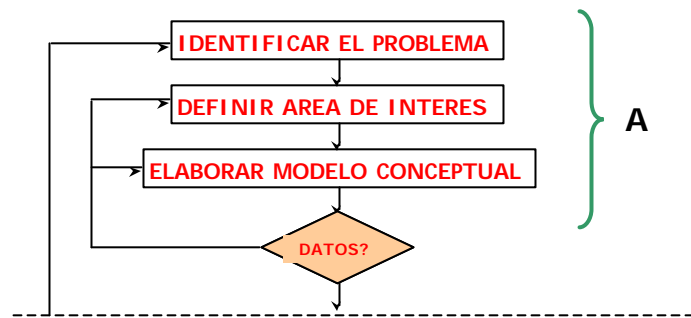 IDENTIFICAR EL PROBLEMA
DEFINIR AREA DE INTERES
A
ELABORAR MODELO CONCEPTUAL
DATOS?